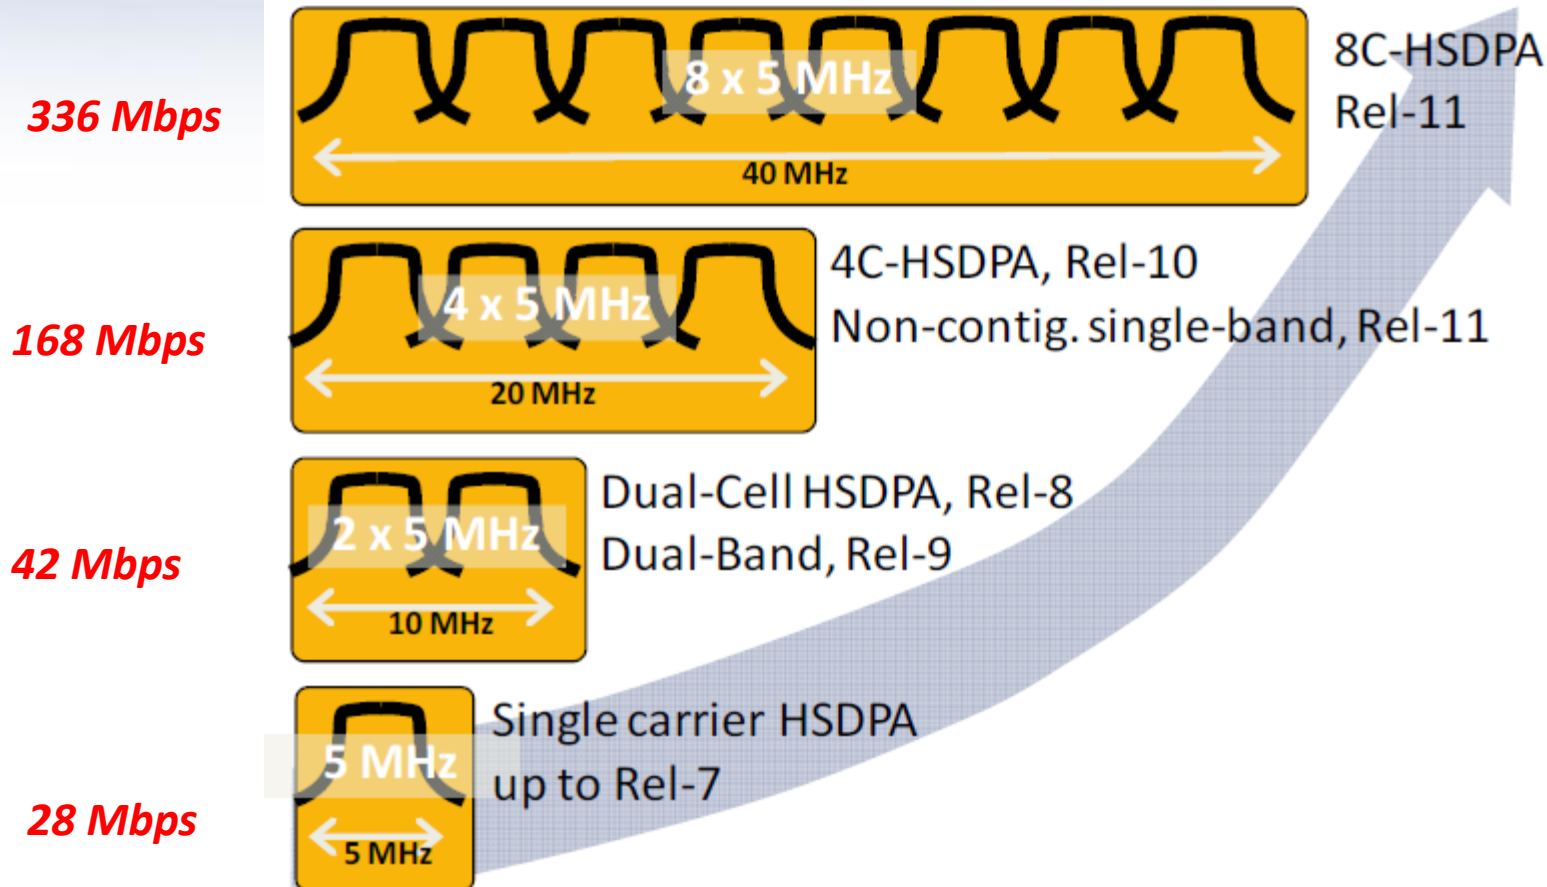 336 Mbps
8 x 5 MHz
40 MHz
8C-HSDPA
Rel-11
168 Mbps
4 x 5 MHz
20 MHz
4C-HSDPA, Rel-10
Non-contig. single-band, Rel-11
42 Mbps
2 x 5 MHz
10 MHz
Dual-Cell HSDPA, Rel-8
Dual-Band, Rel-9
28 Mbps
5 MHz
5 MHz
Single carrier HSDPA
up to Rel-7